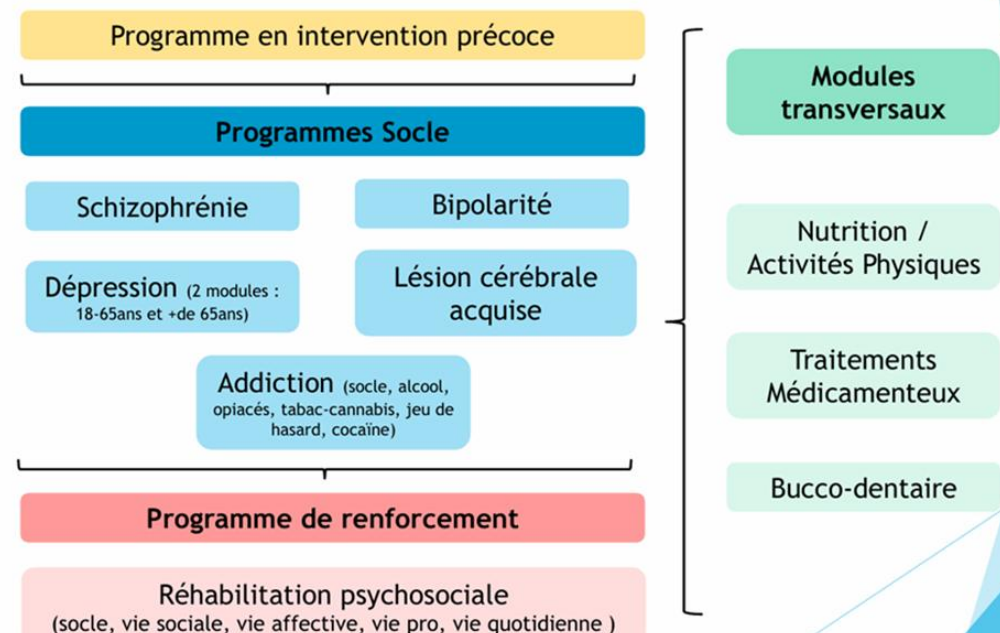 Programme en intervention précoce
Programmes Socle
Schizophrénie
Bipolarité
Dépression (2 modules :
18-65ans et +de 65ans)
Lésion cérébrale
acquise
Addiction (socle, alcool,
opiacés, tabac-cannabis, jeu de
hasard, cocaïne)
Programme de renforcement
Réhabilitation psychosociale
(socle, vie sociale, vie affective, vie pro, vie quotidienne )
Modules
transversaux
Nutrition /
Activités Physiques
Traitements
Médicamenteux
Bucco-dentaire